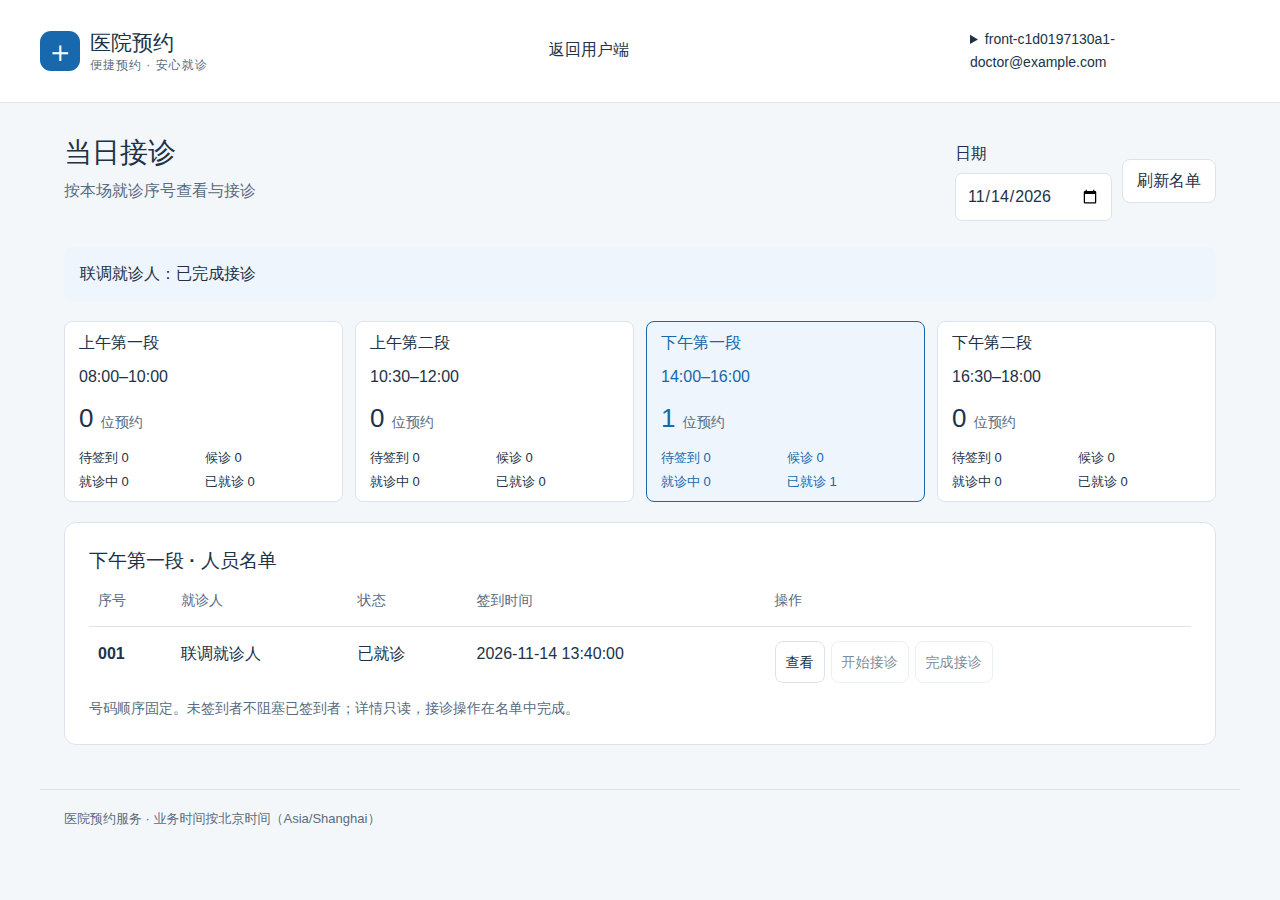 医院预约
便捷预约 · 安心就诊
返回用户端
front-c1d0197130a1-
doctor@example.com
当日接诊
按本场就诊序号查看与接诊
日期
11/14/2026
刷新名单
联调就诊人：已完成接诊
上午第一段
08:00–10:00
0 位预约
待签到 0 候诊 0
就诊中 0 已就诊 0
上午第二段
10:30–12:00
0 位预约
待签到 0 候诊 0
就诊中 0 已就诊 0
下午第一段
14:00–16:00
1 位预约
待签到 0 候诊 0
就诊中 0 已就诊 1
下午第二段
16:30–18:00
0 位预约
待签到 0 候诊 0
就诊中 0 已就诊 0
下午第一段 · 人员名单
序号 就诊人 状态 签到时间 操作
001 联调就诊人 已就诊 2026-11-14 13:40:00 查看 开始接诊 完成接诊
号码顺序固定。未签到者不阻塞已签到者；详情只读，接诊操作在名单中完成。
医院预约服务 · 业务时间按北京时间（Asia/Shanghai）